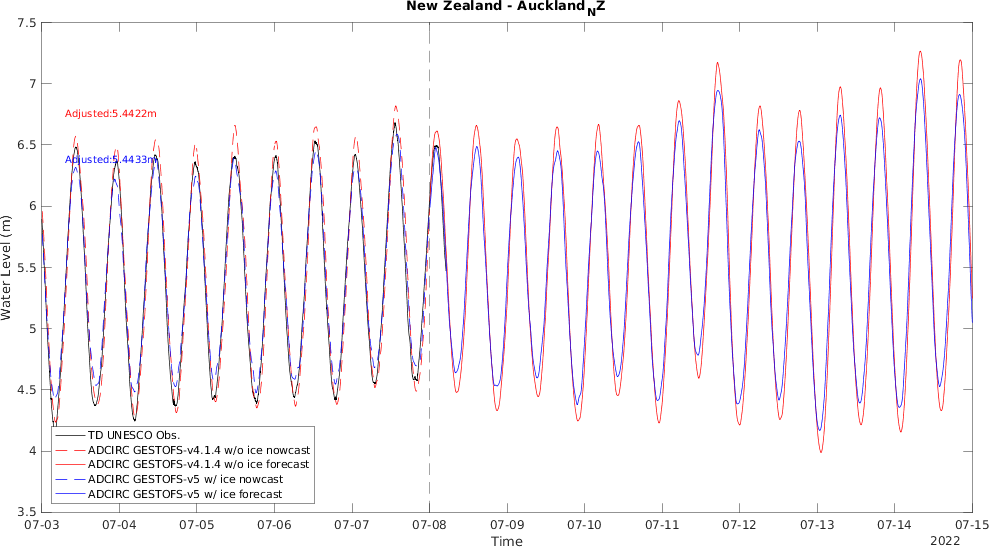 New Zealand - Auckland_NZ
7.5
7
6.5
6
5.5
5
4.5
4
3.5
Water Level (m)
Adjusted:5.4422m
Adjusted:5.4433m
TD UNESCO Obs.
ADCIRC GESTOFS-v4.1.4 w/o ice nowcast
ADCIRC GESTOFS-v4.1.4 w/o ice forecast
ADCIRC GESTOFS-v5 w/ ice nowcast
ADCIRC GESTOFS-v5 w/ ice forecast
07-03 07-04 07-05 07-06 07-07 07-08 07-09 07-10 07-11 07-12 07-13 07-14 07-15
Time
2022